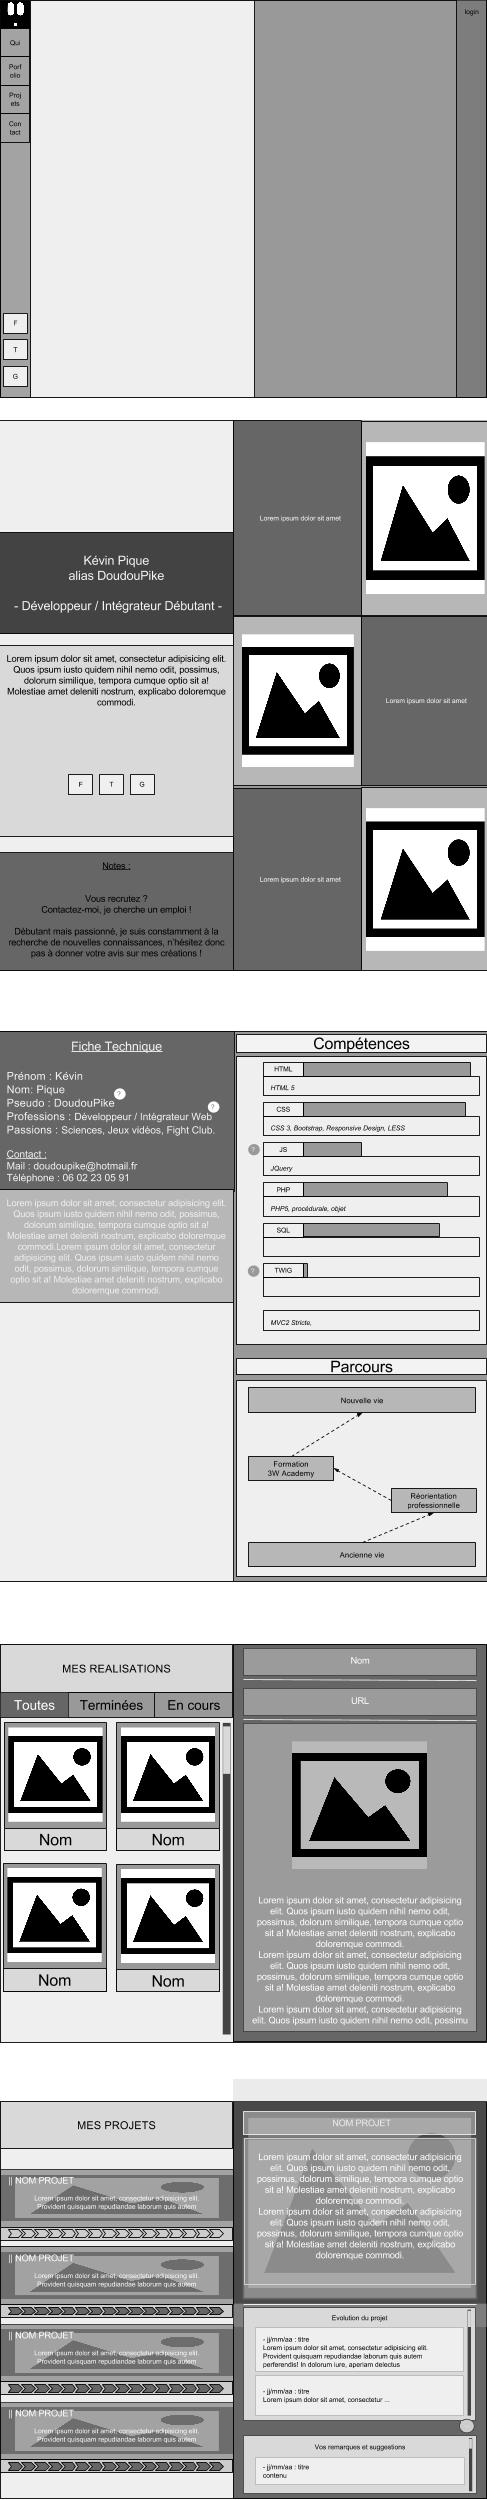 login
Qui
Porf
olio
Proj
ets
Con
tact
F
T
G
Kévin Pique
alias DoudouPike
- Développeur / Intégrateur Débutant -
Lorem ipsum dolor sit amet, consectetur adipisicing elit.
Quos ipsum iusto quidem nihil nemo odit, possimus,
dolorum similique, tempora cumque optio sit a!
Molestiae amet deleniti nostrum, explicabo doloremque
commodi.
F T G
Notes :
Vous recrutez ?
Contactez-moi, je cherche un emploi !
Débutant mais passionné, je suis constamment à la
recherche de nouvelles connaissances, n'hésitez donc
pas à donner votre avis sur mes créations !
Lorem ipsum dolor sit amet
Lorem ipsum dolor sit amet
Lorem ipsum dolor sit amet
Fiche Technique
Prénom : Kévin
Nom: Pique
Pseudo : DoudouPike ?
Professions : Développeur / Intégrateur Web ?
Passions : Sciences, Jeux vidéos, Fight Club.
Contact :
Mail : doudoupike@hotmail.fr
Téléphone : 06 02 23 05 91
Lorem ipsum dolor sit amet, consectetur adipisicing elit.
Quos ipsum iusto quidem nihil nemo odit, possimus,
dolorum similique, tempora cumque optio sit a!
Molestiae amet deleniti nostrum, explicabo doloremque
commodi.Lorem ipsum dolor sit amet, consectetur
adipisicing elit. Quos ipsum iusto quidem nihil nemo
odit, possimus, dolorum similique, tempora cumque
optio sit a! Molestiae amet deleniti nostrum, explicabo
doloremque commodi.
Compétences
HTML
HTML 5
CSS
CSS 3, Bootstrap, Responsive Design, LESS
? JS
JQuery
PHP
PHP5, procédurale, objet
SQL
? TWIG
MVC2 Stricte,
Parcours
Nouvelle vie
Formation
3W Academy
Réorientation
professionnelle
Ancienne vie
MES REALISATIONS
Toutes Terminées En cours
Nom Nom
Nom Nom
Nom
URL
Lorem ipsum dolor sit amet, consectetur adipisicing
elit. Quos ipsum iusto quidem nihil nemo odit,
possimus, dolorum similique, tempora cumque optio
sit a! Molestiae amet deleniti nostrum, explicabo
doloremque commodi.
Lorem ipsum dolor sit amet, consectetur adipisicing
elit. Quos ipsum iusto quidem nihil nemo odit,
possimus, dolorum similique, tempora cumque optio
sit a! Molestiae amet deleniti nostrum, explicabo
doloremque commodi.
Lorem ipsum dolor sit amet, consectetur adipisicing
elit. Quos ipsum iusto quidem nihil nemo odit, possimu
MES PROJETS
|| NOM PROJET
Lorem ipsum dolor sit amet, consectetur adipisicing elit.
Provident quisquam repudiandae laborum quis autem
|| NOM PROJET
Lorem ipsum dolor sit amet, consectetur adipisicing elit.
Provident quisquam repudiandae laborum quis autem
|| NOM PROJET
Lorem ipsum dolor sit amet, consectetur adipisicing elit.
Provident quisquam repudiandae laborum quis autem
|| NOM PROJET
Lorem ipsum dolor sit amet, consectetur adipisicing elit.
Provident quisquam repudiandae laborum quis autem
NOM PROJET
Lorem ipsum dolor sit amet, consectetur adipisicing
elit. Quos ipsum iusto quidem nihil nemo odit,
possimus, dolorum similique, tempora cumque optio
sit a! Molestiae amet deleniti nostrum, explicabo
doloremque commodi.
Lorem ipsum dolor sit amet, consectetur adipisicing
elit. Quos ipsum iusto quidem nihil nemo odit,
possimus, dolorum similique, tempora cumque optio
sit a! Molestiae amet deleniti nostrum, explicabo
doloremque commodi.
Evolution du projet
- jj/mm/aa : titre
Lorem ipsum dolor sit amet, consectetur adipisicing elit.
Provident quisquam repudiandae laborum quis autem
perferendis! In dolorum iure, aperiam delectus
- jj/mm/aa : titre
Lorem ipsum dolor sit amet, consectetur ...
Vos remarques et suggestions
- jj/mm/aa : titre
contenu